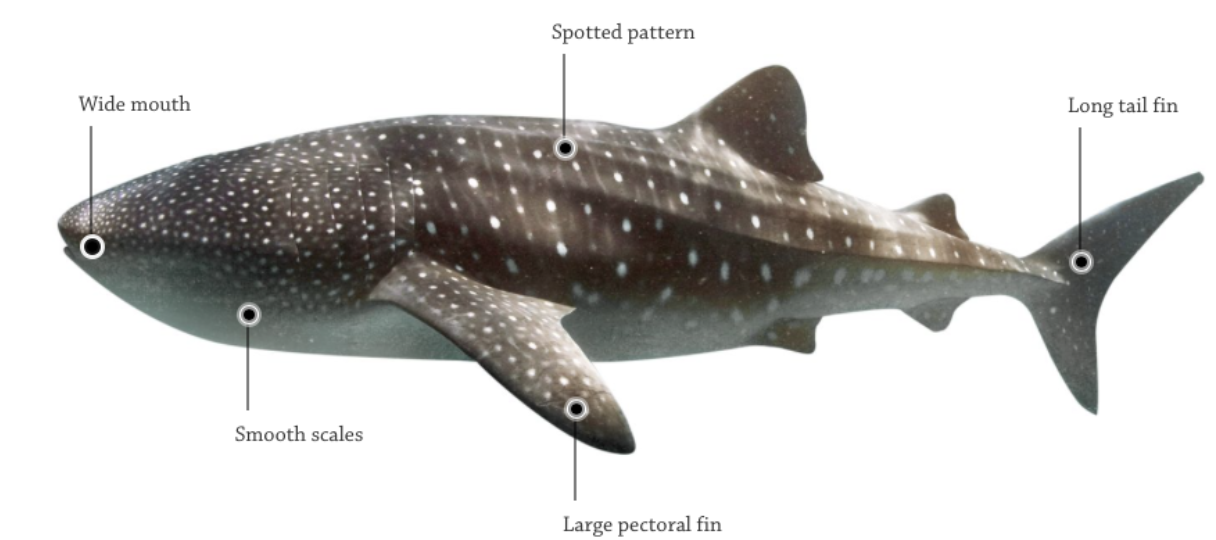 Spotted pattern
Wide mouth
Long tail fin
Smooth scales
Large pectoral fin